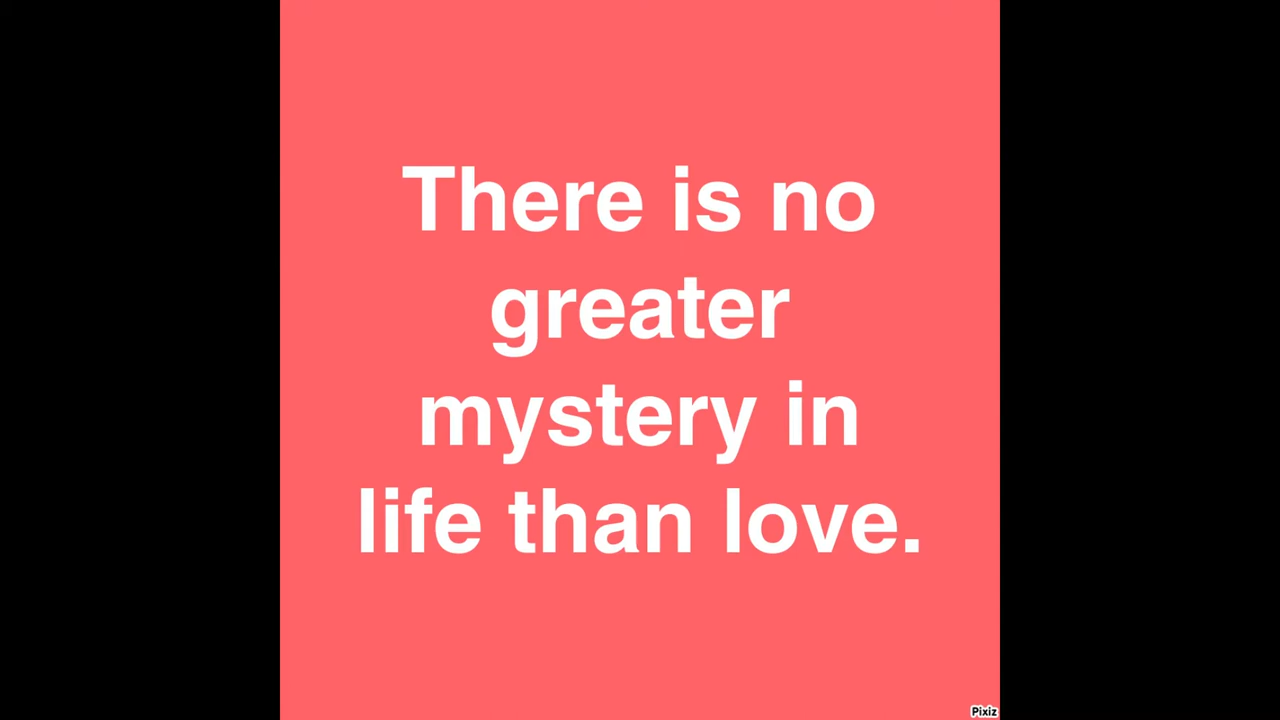 There is no
greater
mystery in
life than love.
Pixiz